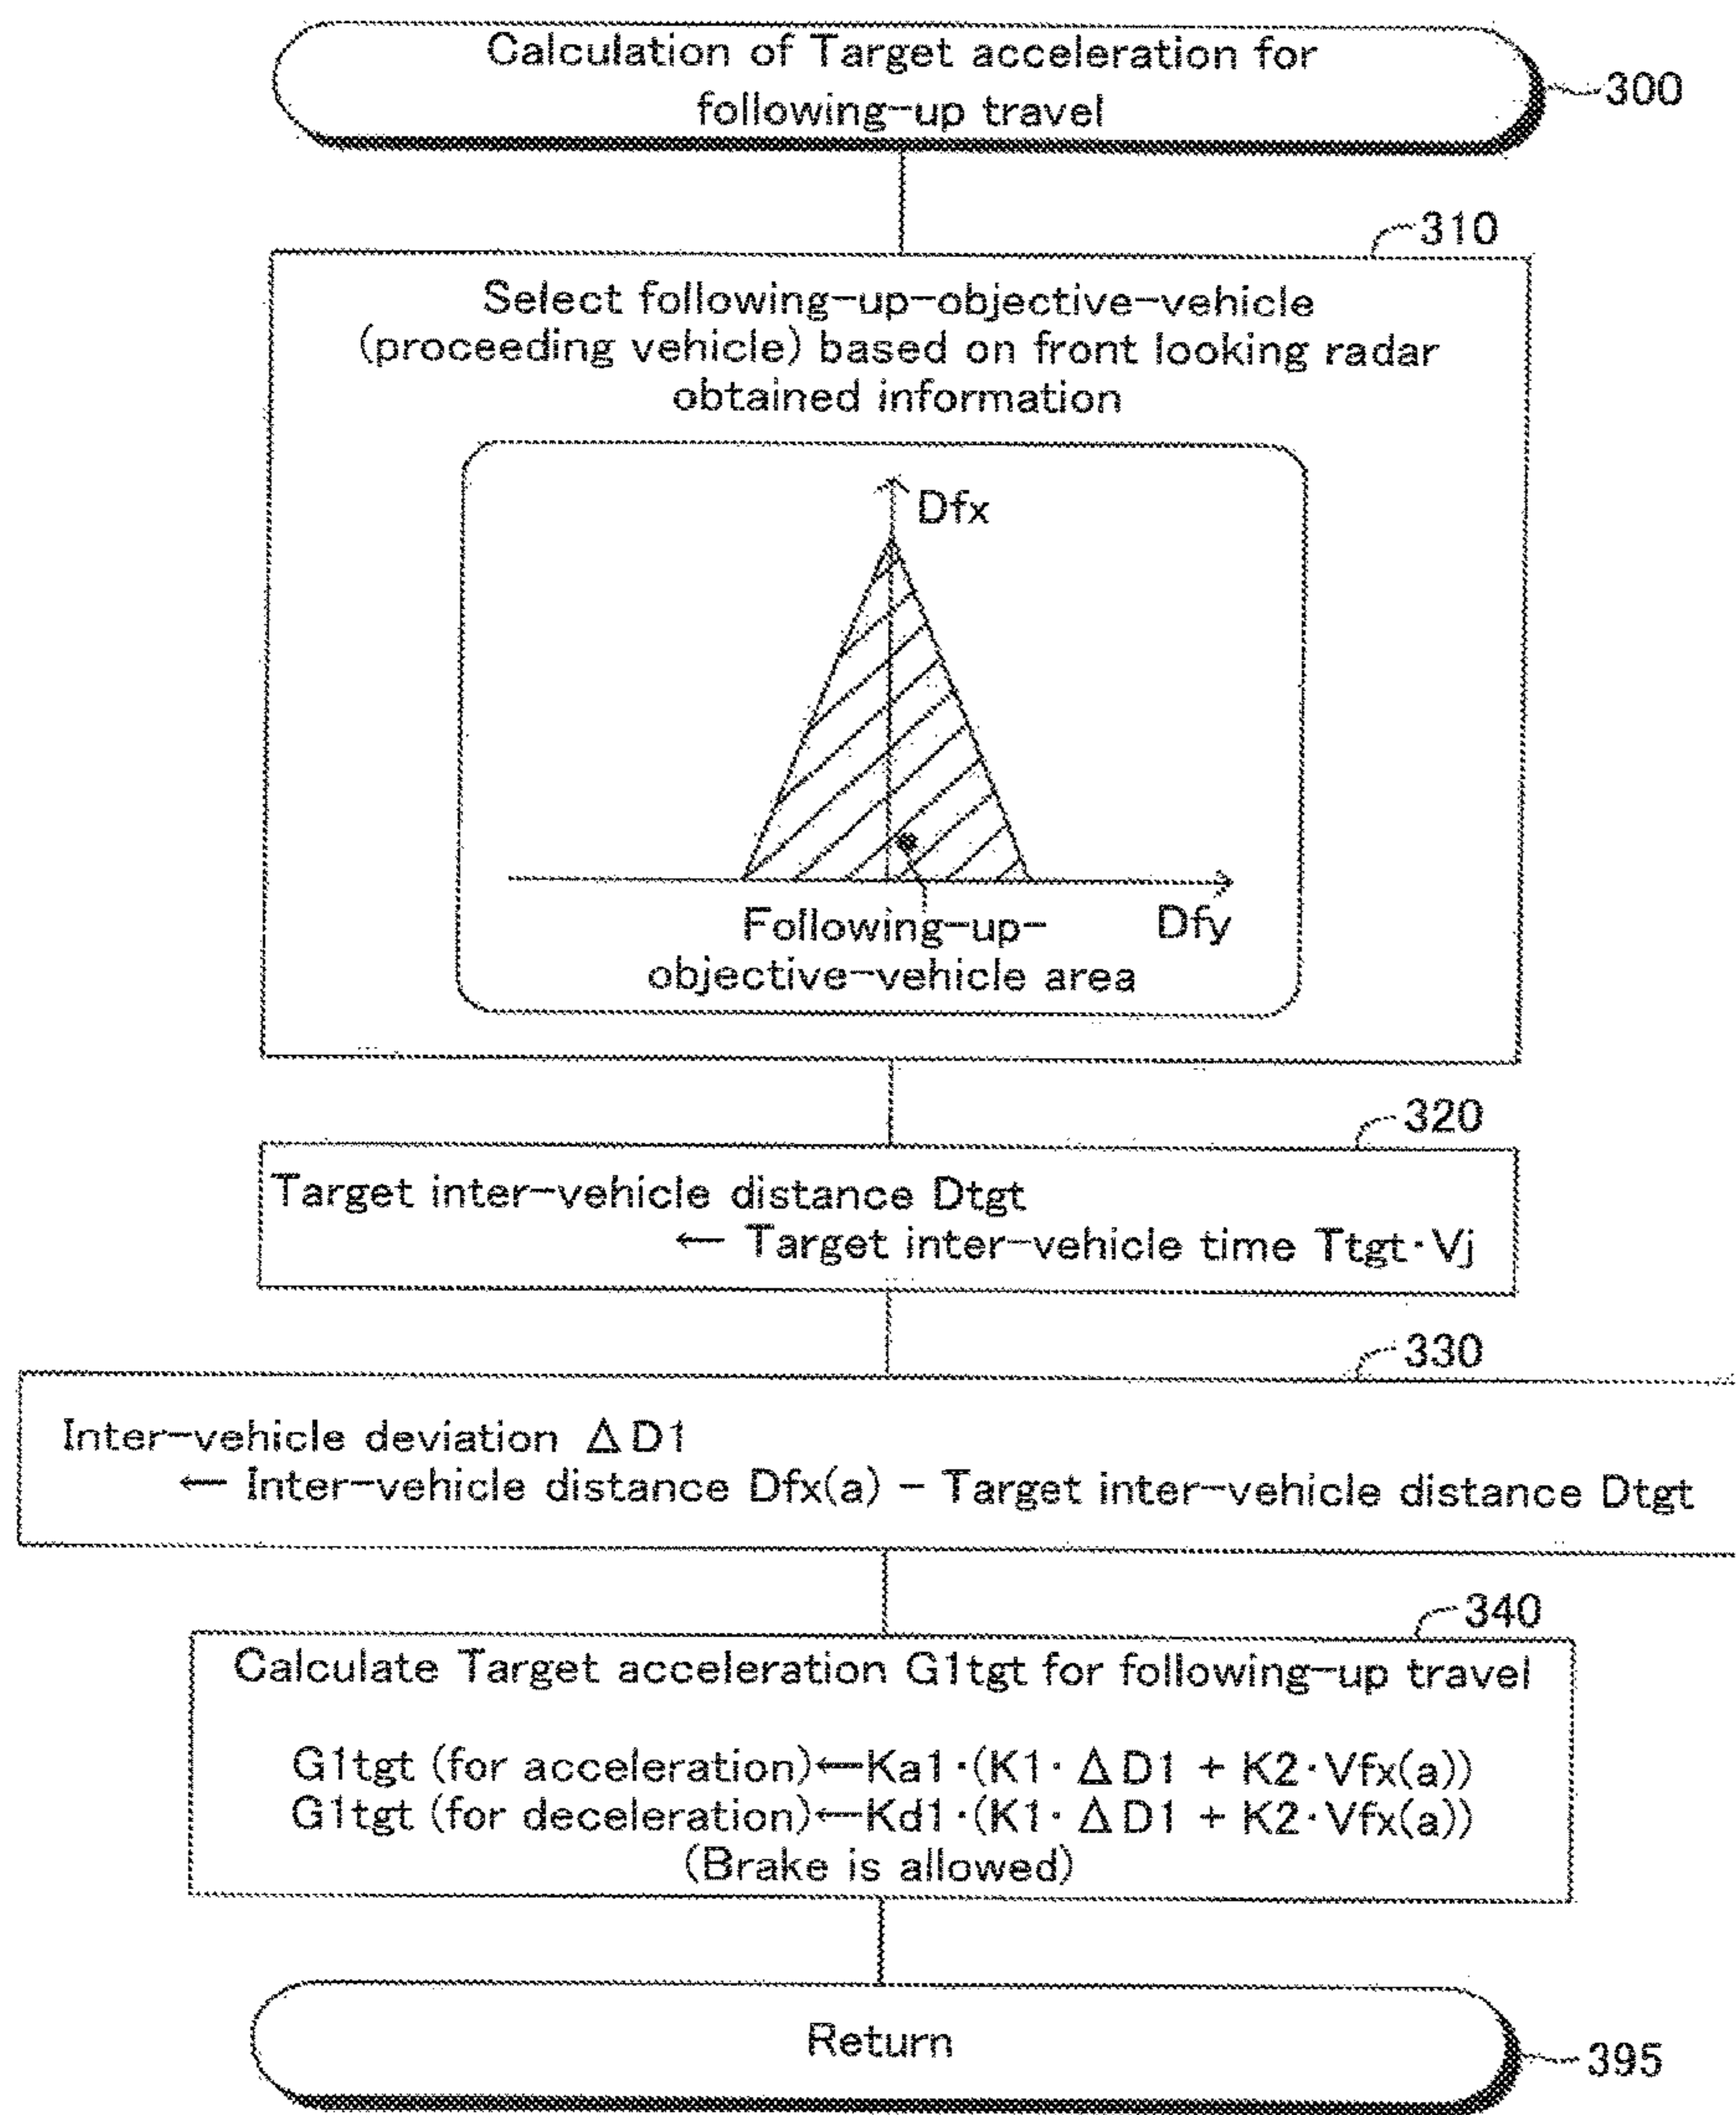 Calculation of Target acceleration for
following-up travel
300
310
Select following-up-objective-vehicle
(proceeding vehicle) based on front looking radar
obtained information
Dfx
Dfy
Following-up-
objective-vehicle area
320
Target inter-vehicle distance Dtgt
← Target inter-vehicle time Ttgt·Vj
330
Inter-vehicle deviation ΔD1
← Inter-vehicle distance Dfx(a) − Target inter-vehicle distance Dtgt
340
Calculate Target acceleration G1tgt for following-up travel
G1tgt (for acceleration)←Ka1·(K1·ΔD1 + K2·Vfx(a))
G1tgt (for deceleration)←Kd1·(K1·ΔD1 + K2·Vfx(a))
(Brake is allowed)
Return
395